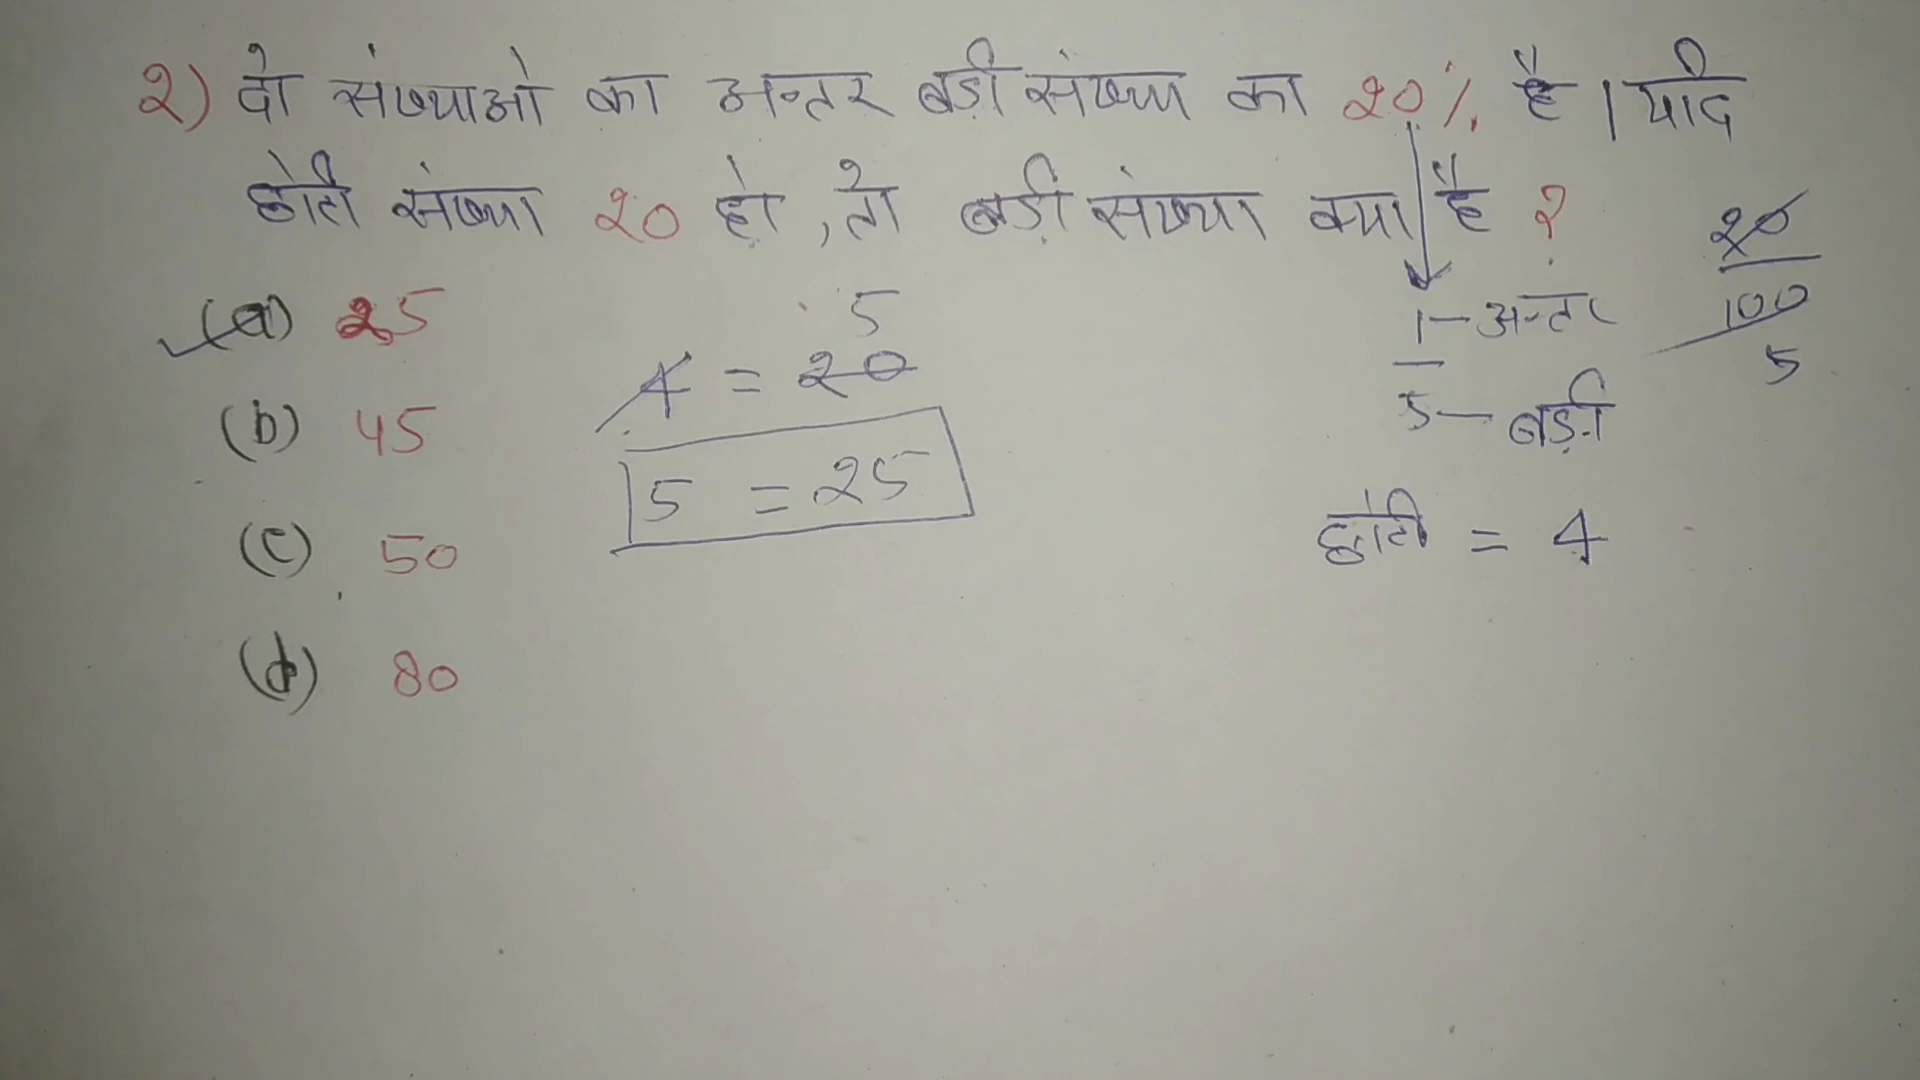 2) दो संख्याओ का अन्तर बड़ी संख्या का 20% है। यदि
छोटी संख्या 20 हो, तो बड़ी संख्या क्या है ?
(a) 25
(b) 45
(c) 50
(d) 80
5
4 = 20
5 = 25
1 — अन्तर
5 — बड़ी
छोटी = 4
20
100
5